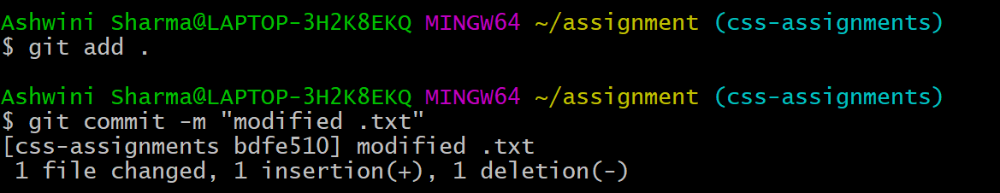 Ashwini Sharma@LAPTOP-3H2K8EKQ MINGW64 ~/assignment (css-assignments)
$ git add .
Ashwini Sharma@LAPTOP-3H2K8EKQ MINGW64 ~/assignment (css-assignments)
$ git commit -m "modified .txt"
[css-assignments bdfe510] modified .txt
 1 file changed, 1 insertion(+), 1 deletion(-)